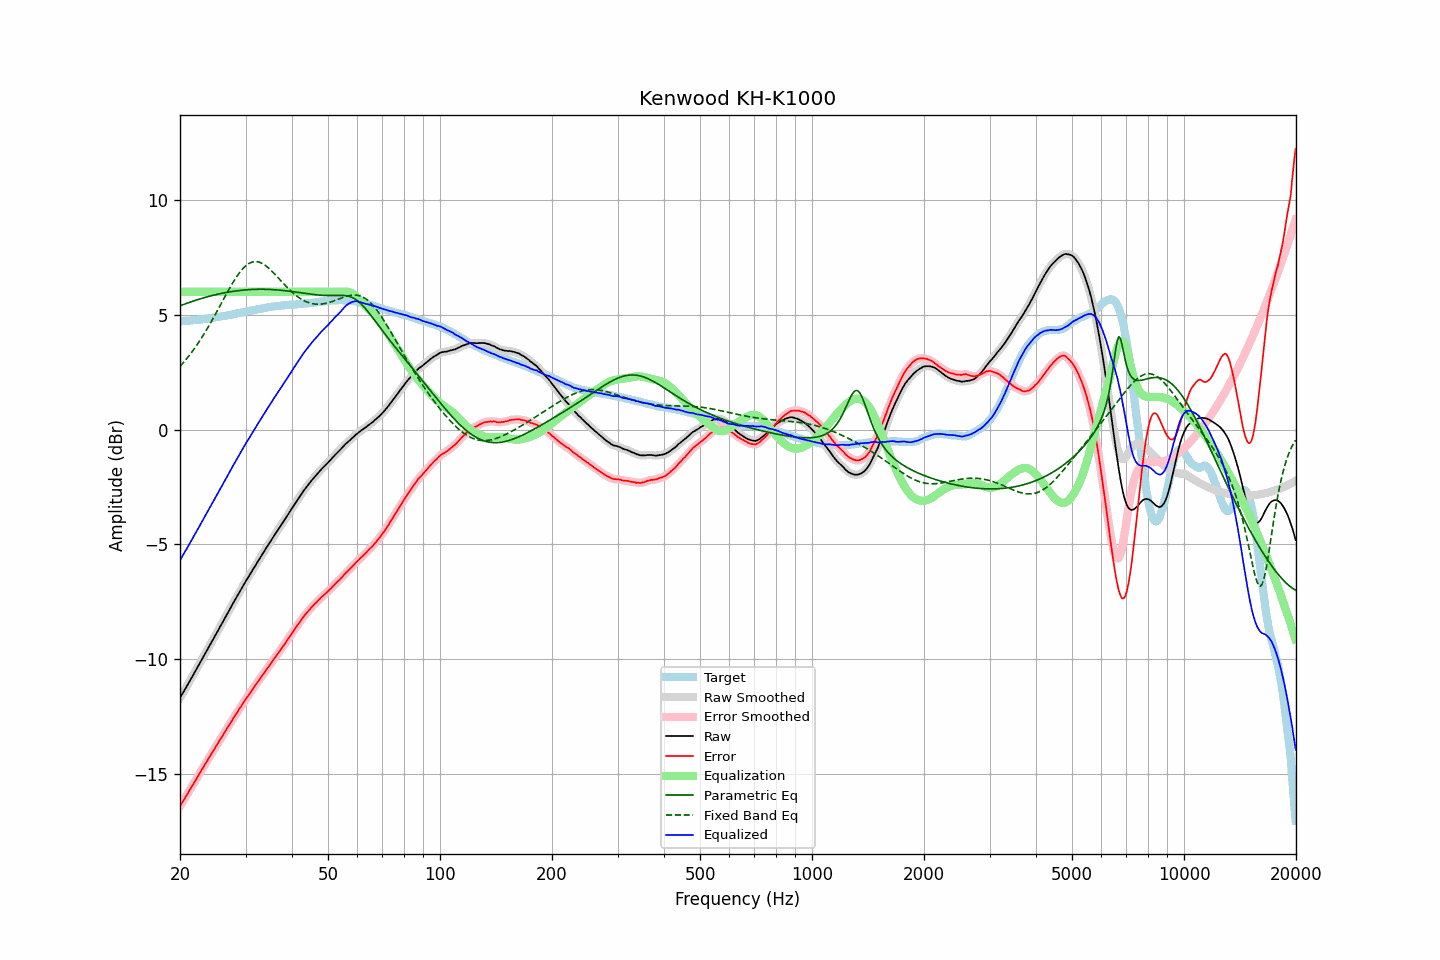 Kenwood KH-K1000
Amplitude (dBr)
10
5
0
−5
−10
−15
20
50
100
200
500
1000
2000
5000
10000
20000
Frequency (Hz)
Target
Raw Smoothed
Error Smoothed
Raw
Error
Equalization
Parametric Eq
Fixed Band Eq
Equalized